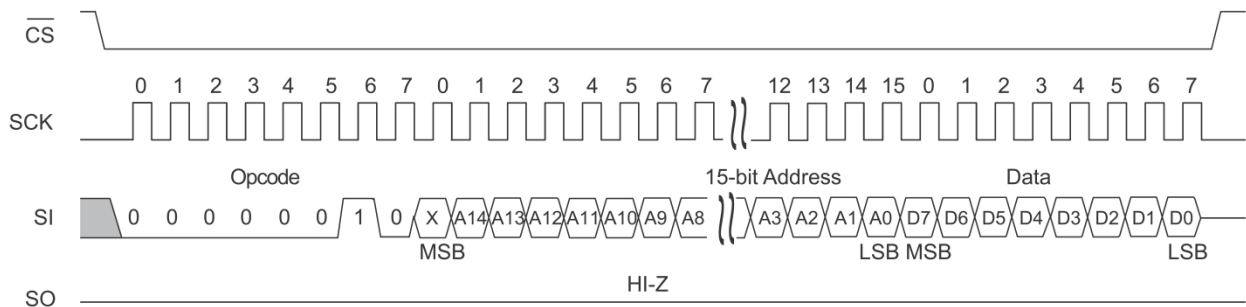 CS
0 1 2 3 4 5 6 7 0 1 2 3 4 5 6 7 12 13 14 15 0 1 2 3 4 5 6 7
SCK
Opcode 15-bit Address Data
SI 0 0 0 0 0 0 1 0 X A14 A13 A12 A11 A10 A9 A8 A3 A2 A1 A0 D7 D6 D5 D4 D3 D2 D1 D0
MSB LSB MSB LSB
HI-Z
SO